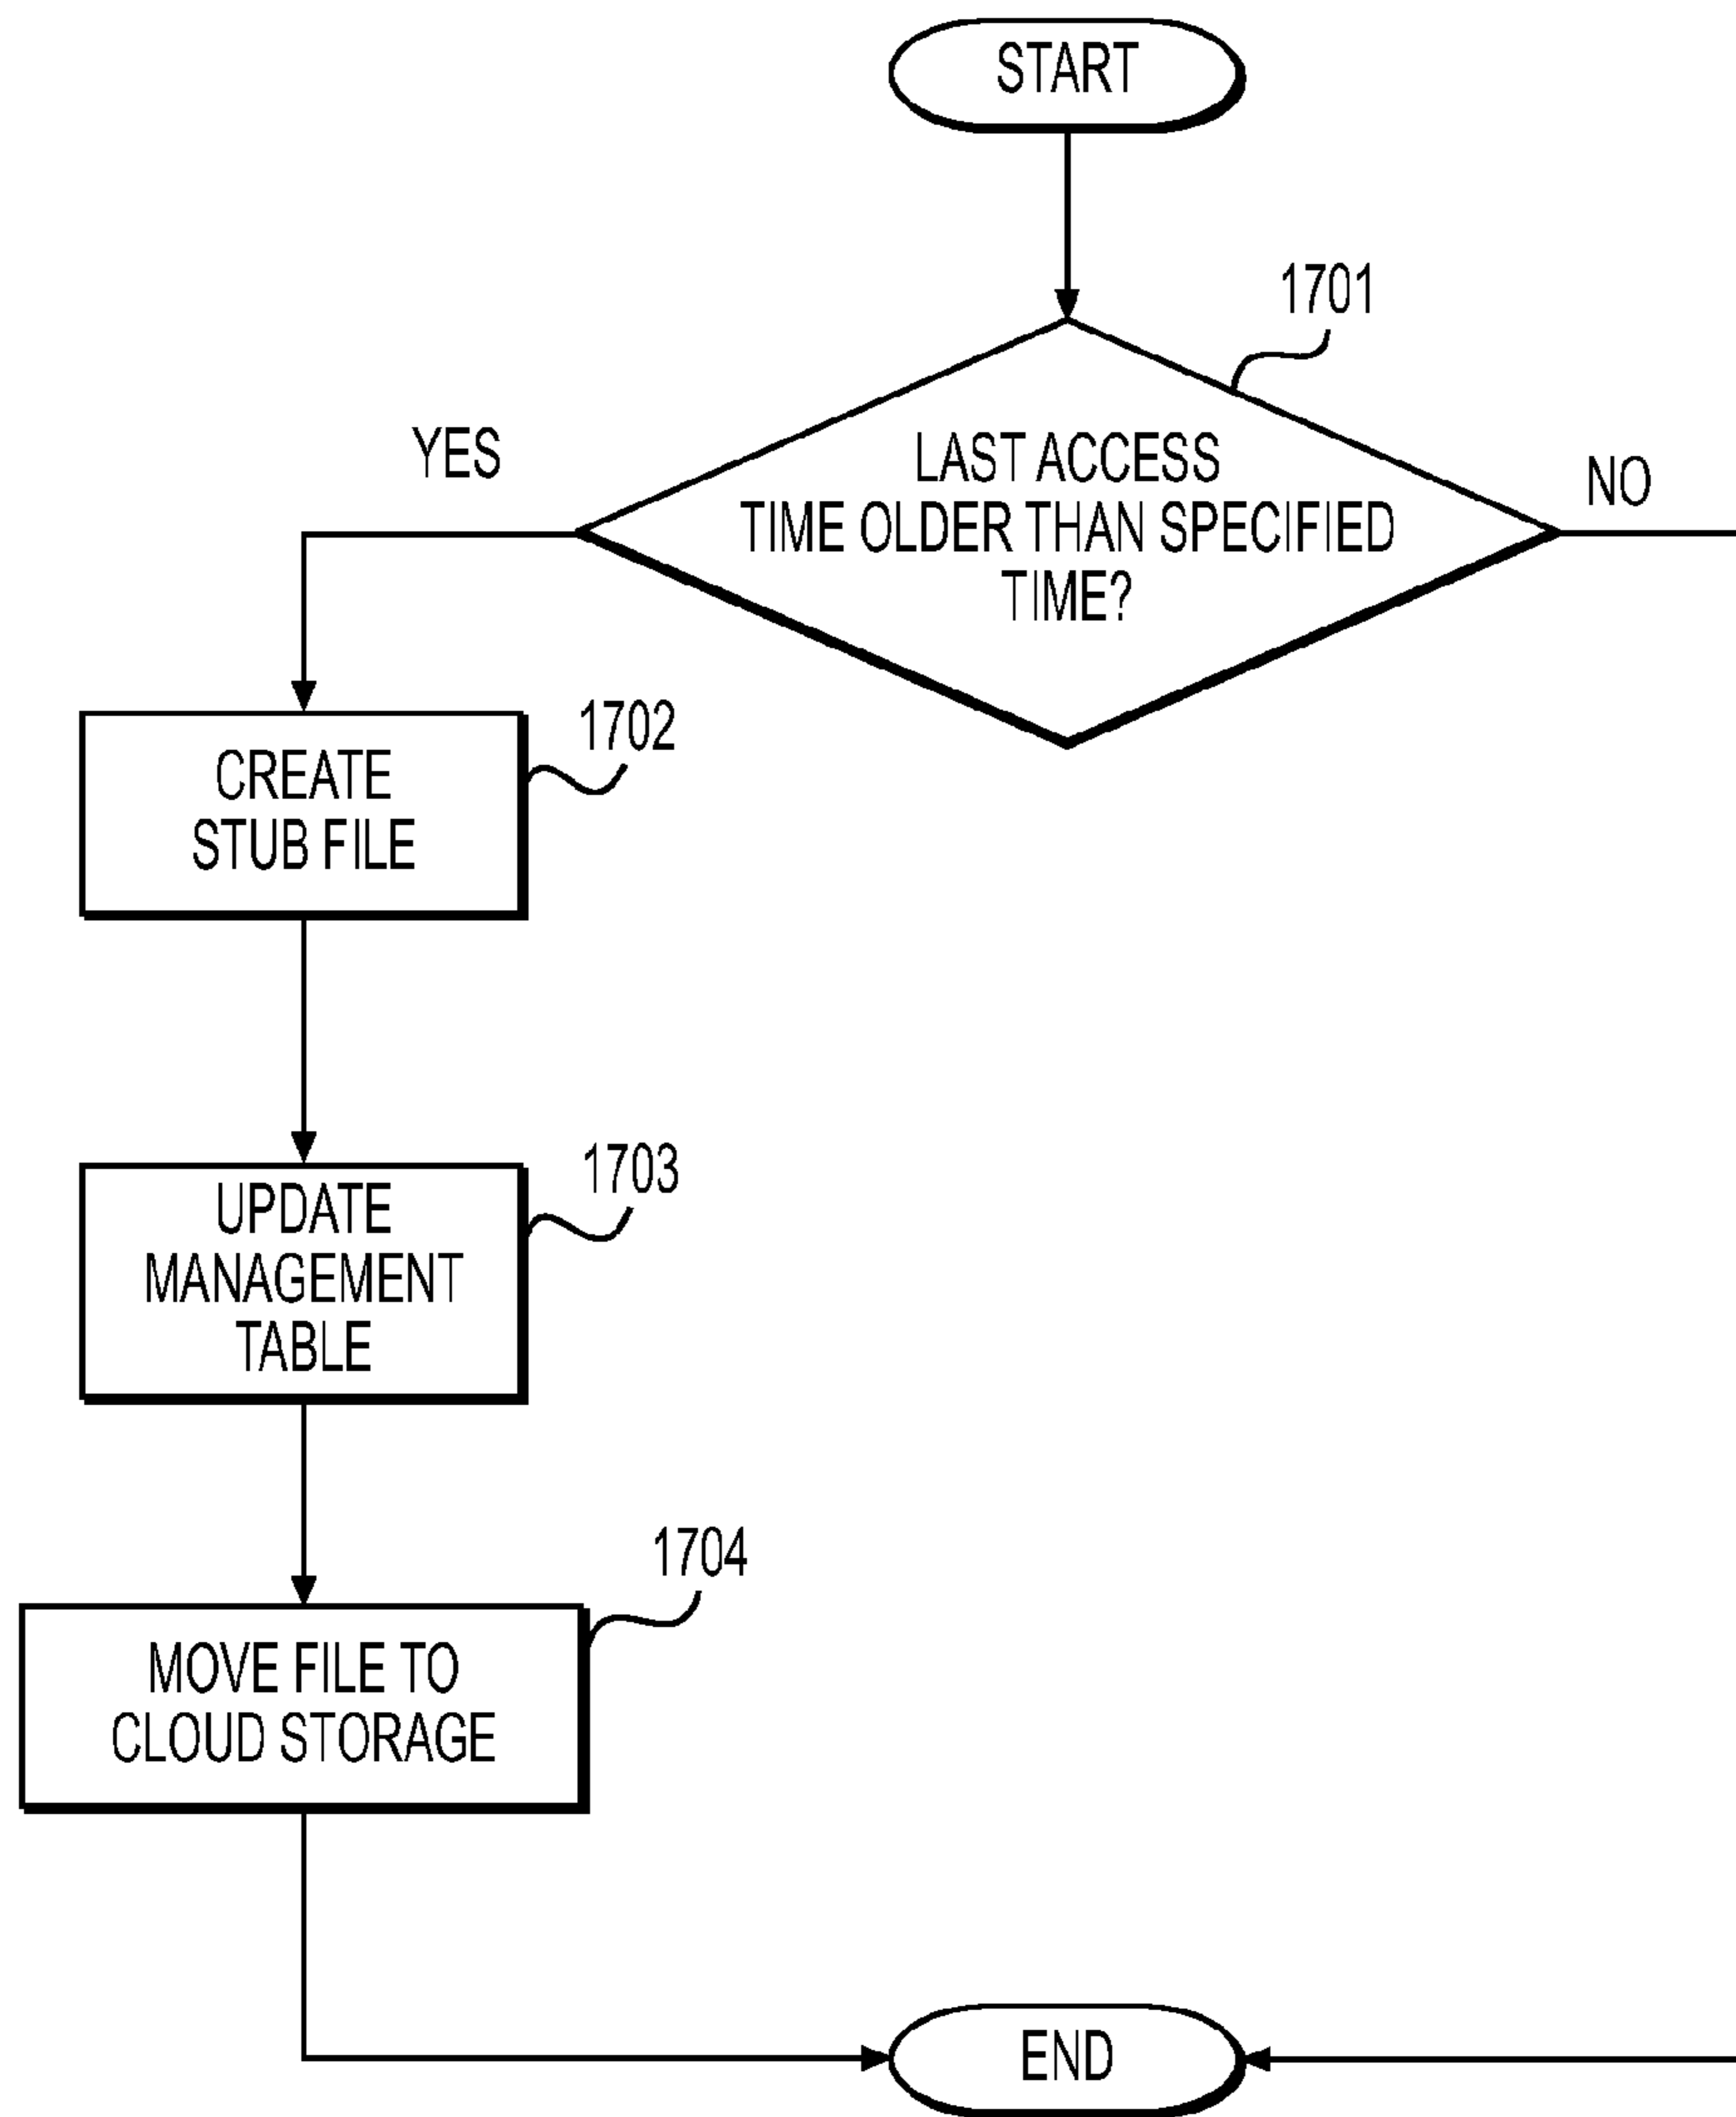 START
1701
YES
LAST ACCESS
TIME OLDER THAN SPECIFIED
TIME?
NO
1702
CREATE
STUB FILE
1703
UPDATE
MANAGEMENT
TABLE
1704
MOVE FILE TO
CLOUD STORAGE
END